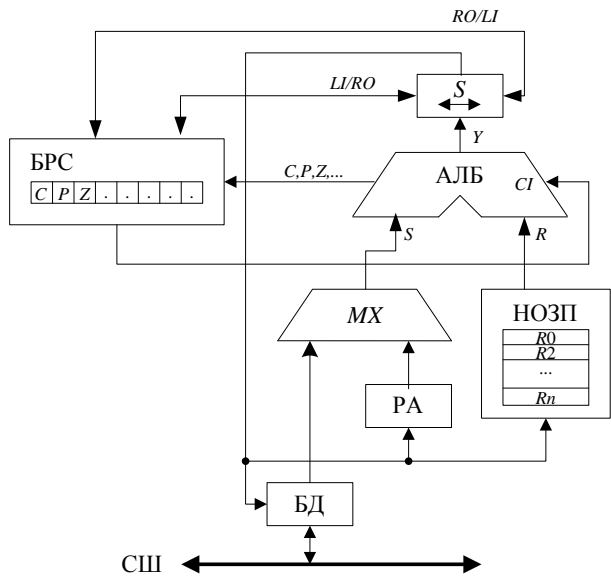 RO/LI
LI/RO
S
Y
БРС
C P Z . . . . .
C,P,Z,...
АЛБ
CI
S
R
MX
НОЗП
R0
R2
...
Rn
РА
БД
СШ